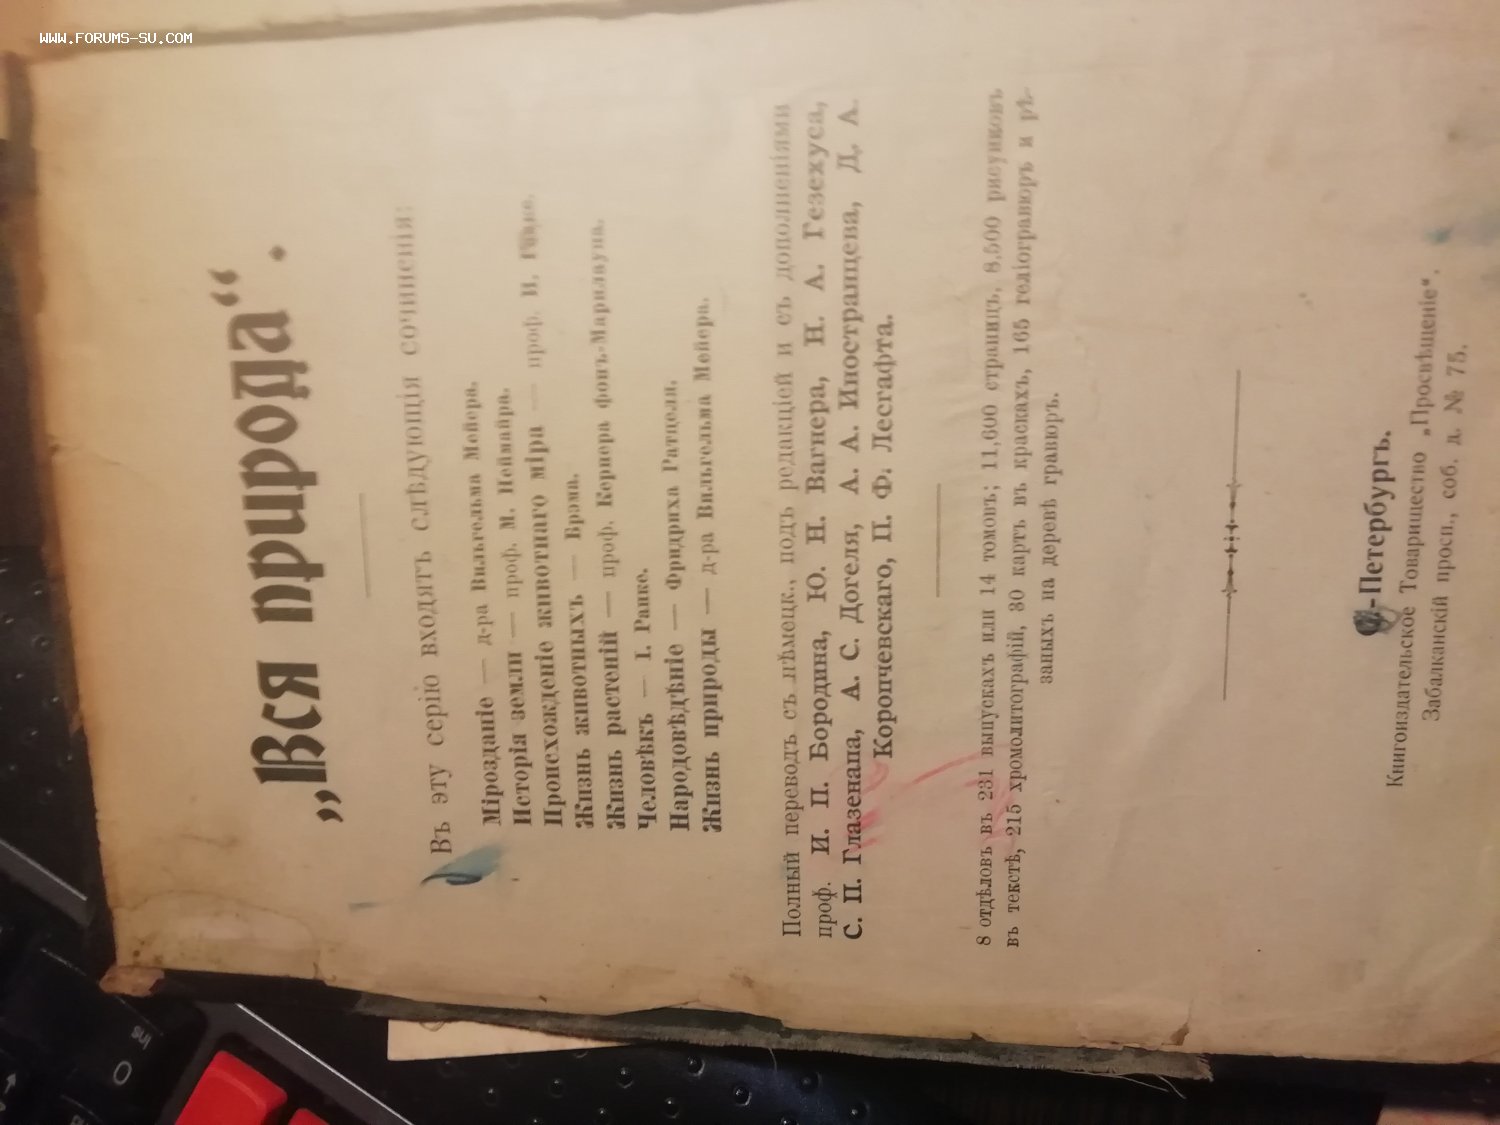 WWW.FORUMS-SU.COM
„Вся природа“.
Въ эту серію входятъ слѣдующія сочиненія:
Мірозданіе — д-ра Вильгельма Мейера.
Исторія земли — проф. М. Неймайра.
Происхожденіе животнаго міра — проф. В.
Жизнь животныхъ — Брэма.
Жизнь растеній — проф. Кернера фонъ-Марилауна.
Человѣкъ — І. Ранке.
Народовѣдѣніе — Фридриха Ратцеля.
Жизнь природы — д-ра Вильгельма Мейера.
Полный переводъ съ нѣмецк., подъ редакціей и съ дополненіями
проф. И. П. Бородина, Ю. Н. Вагнера, Н. А. Гезехуса,
С. П. Глазенапа, А. С. Догеля, А. А. Иностранцева, Д. А.
Коропчевскаго, П. Ф. Лесгафта.
8 отдѣловъ въ 231 выпускахъ или 14 томовъ; 11,600 страницъ, 8,500 рисунковъ
въ текстѣ, 215 хромолитографій, 30 картъ въ краскахъ, 165 геліогравюръ и рѣ-
заныхъ на деревѣ гравюръ.
С.-Петербургъ.
Книгоиздательское Товарищество „Просвѣщеніе“.
Забалканскій просп., соб. д. № 75.
Ins
0